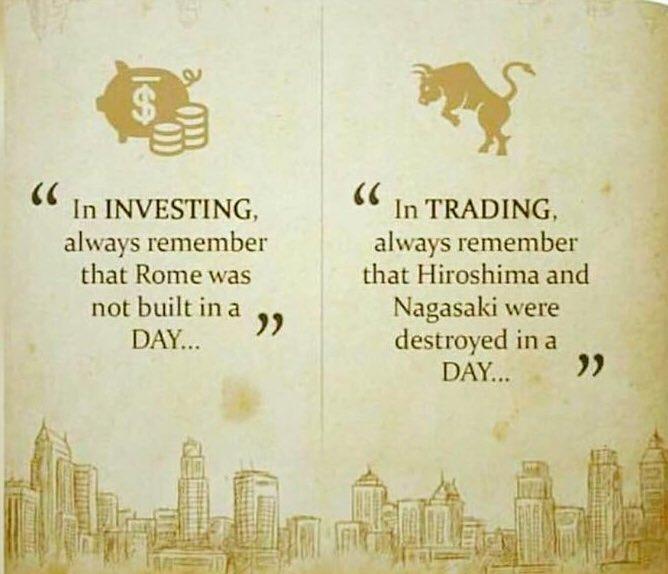 $
“ In INVESTING,
always remember
that Rome was
not built in a
DAY... ”
“ In TRADING,
always remember
that Hiroshima and
Nagasaki were
destroyed in a
DAY... ”